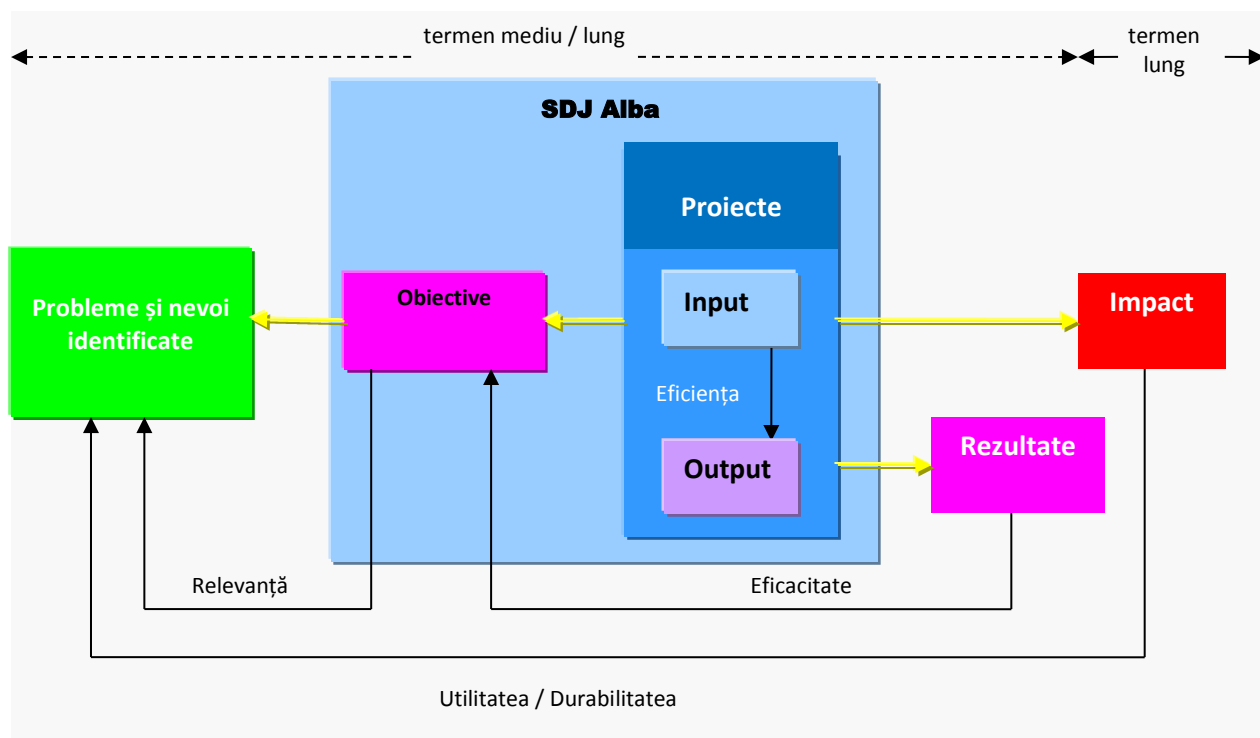 termen mediu / lung
termen
lung
SDJ Alba
Proiecte
Probleme și nevoi
identificate
Obiective
Input
Impact
Eficiența
Output
Rezultate
Relevanță
Eficacitate
Utilitatea / Durabilitatea